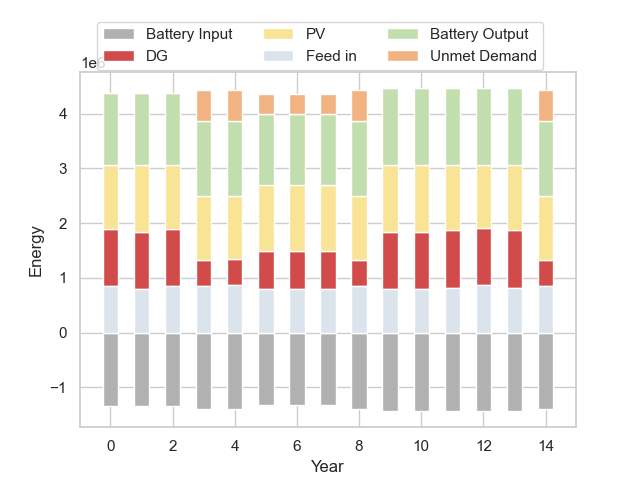 Battery Input PV Battery Output
DG Feed in Unmet Demand
1e6
4
3
2
1
0
−1
Energy
0 2 4 6 8 10 12 14
Year